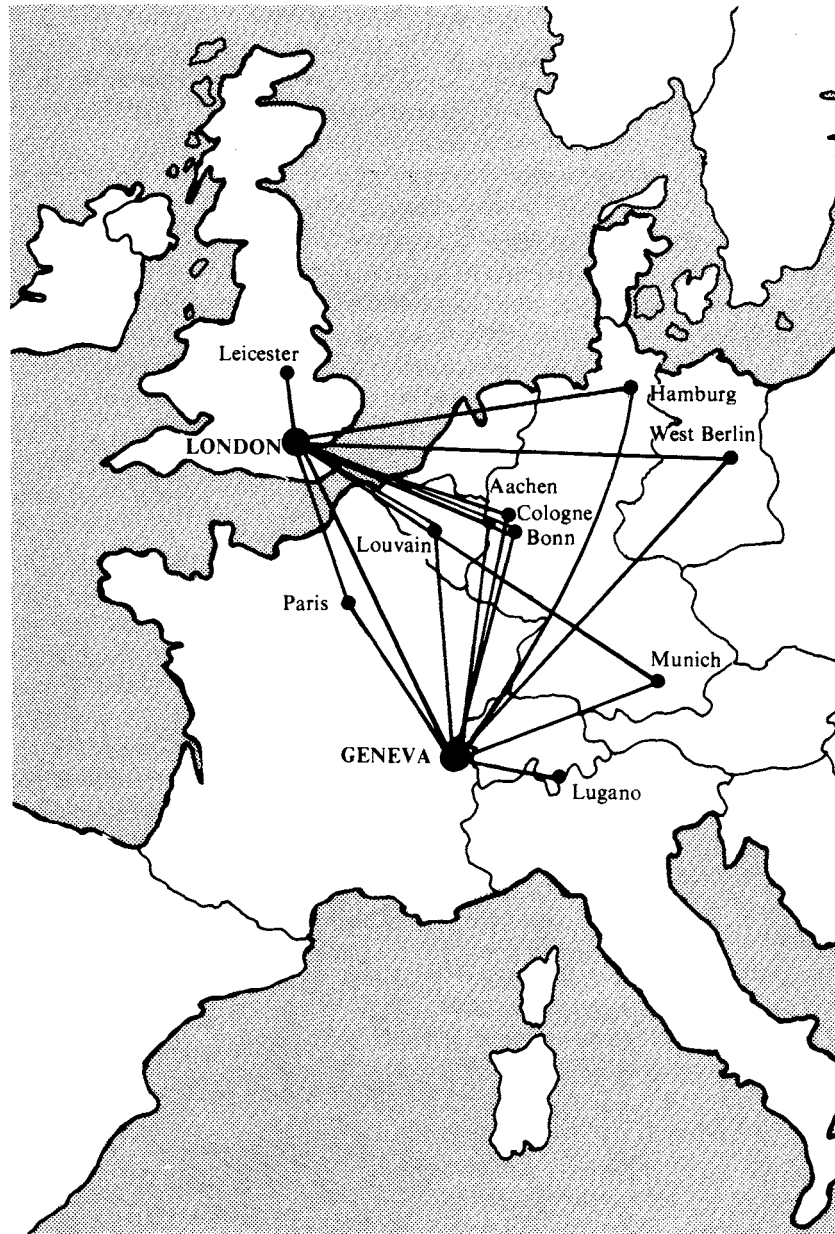 Leicester
Hamburg
LONDON
West Berlin
Aachen
Cologne
Louvain
Bonn
Paris
Munich
GENEVA
Lugano